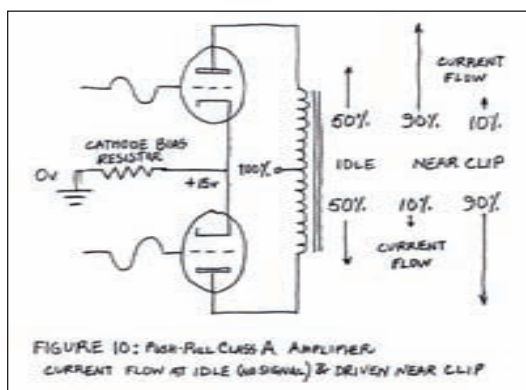 CURRENT
FLOW
50% 90% 10%
CATHODE BIAS
RESISTOR
0v
+15v
100%
IDLE NEAR CLIP
50% 10% 90%
CURRENT
FLOW
FIGURE 10: PUSH-PULL CLASS A AMPLIFIER
CURRENT FLOW AT IDLE (NO SIGNAL) & DRIVEN NEAR CLIP